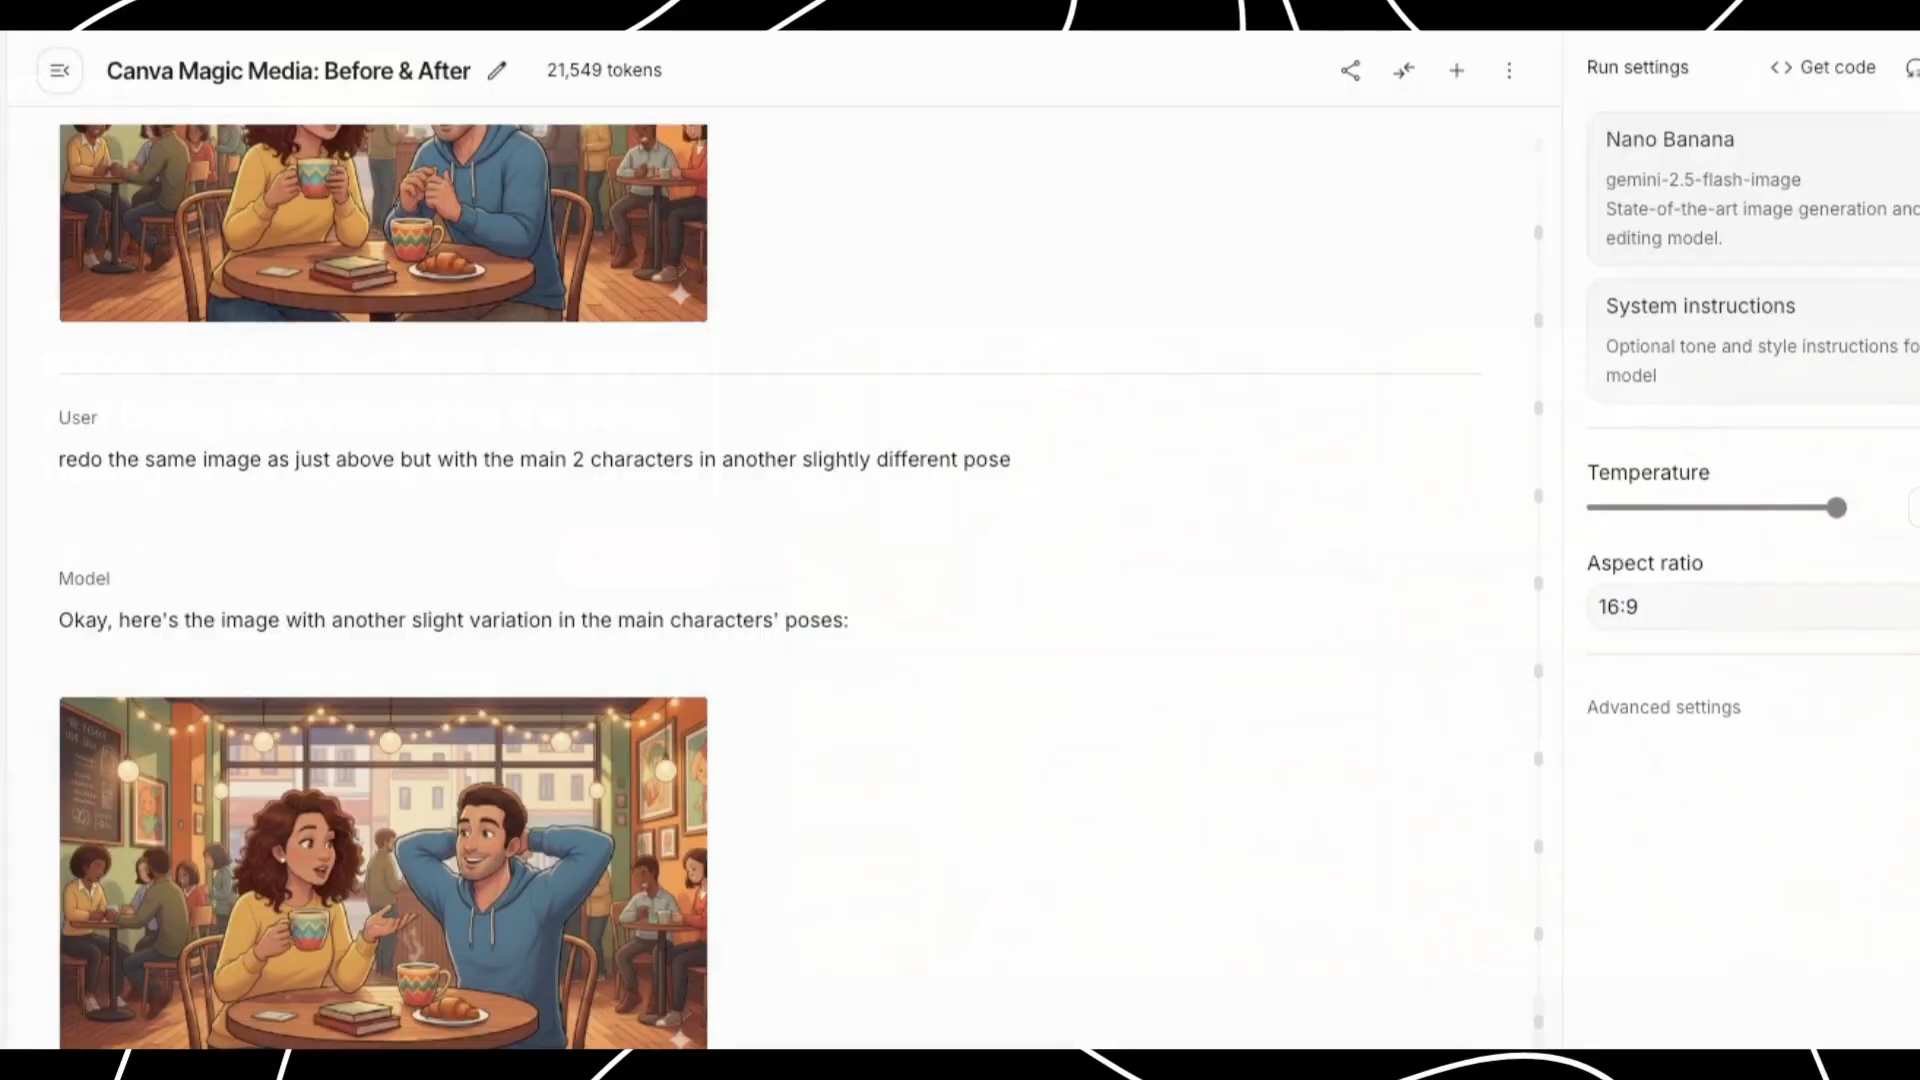 Canva Magic Media: Before & After
21,549 tokens
User
redo the same image as just above but with the main 2 characters in another slightly different pose
Model
Okay, here's the image with another slight variation in the main characters' poses:
Run settings
Get code
Nano Banana
gemini-2.5-flash-image
State-of-the-art image generation and
editing model.
System instructions
Optional tone and style instructions fo
model
Temperature
Aspect ratio
16:9
Advanced settings